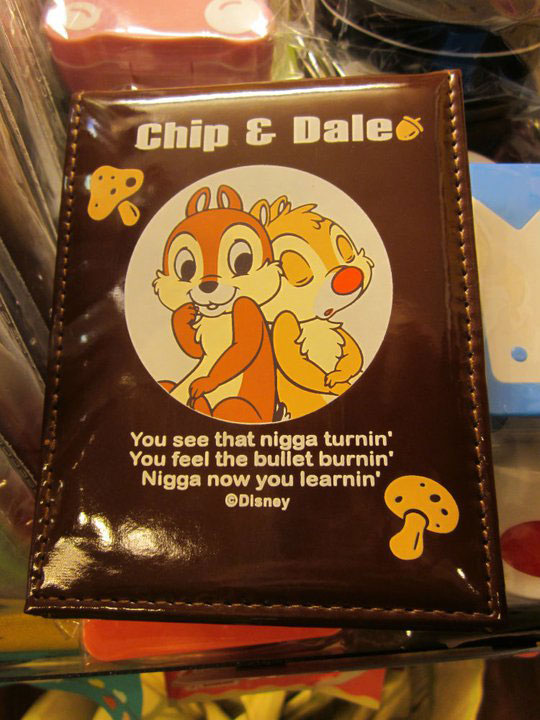 Chip & Dale
You see that nigga turnin'
You feel the bullet burnin'
Nigga now you learnin'
©Disney